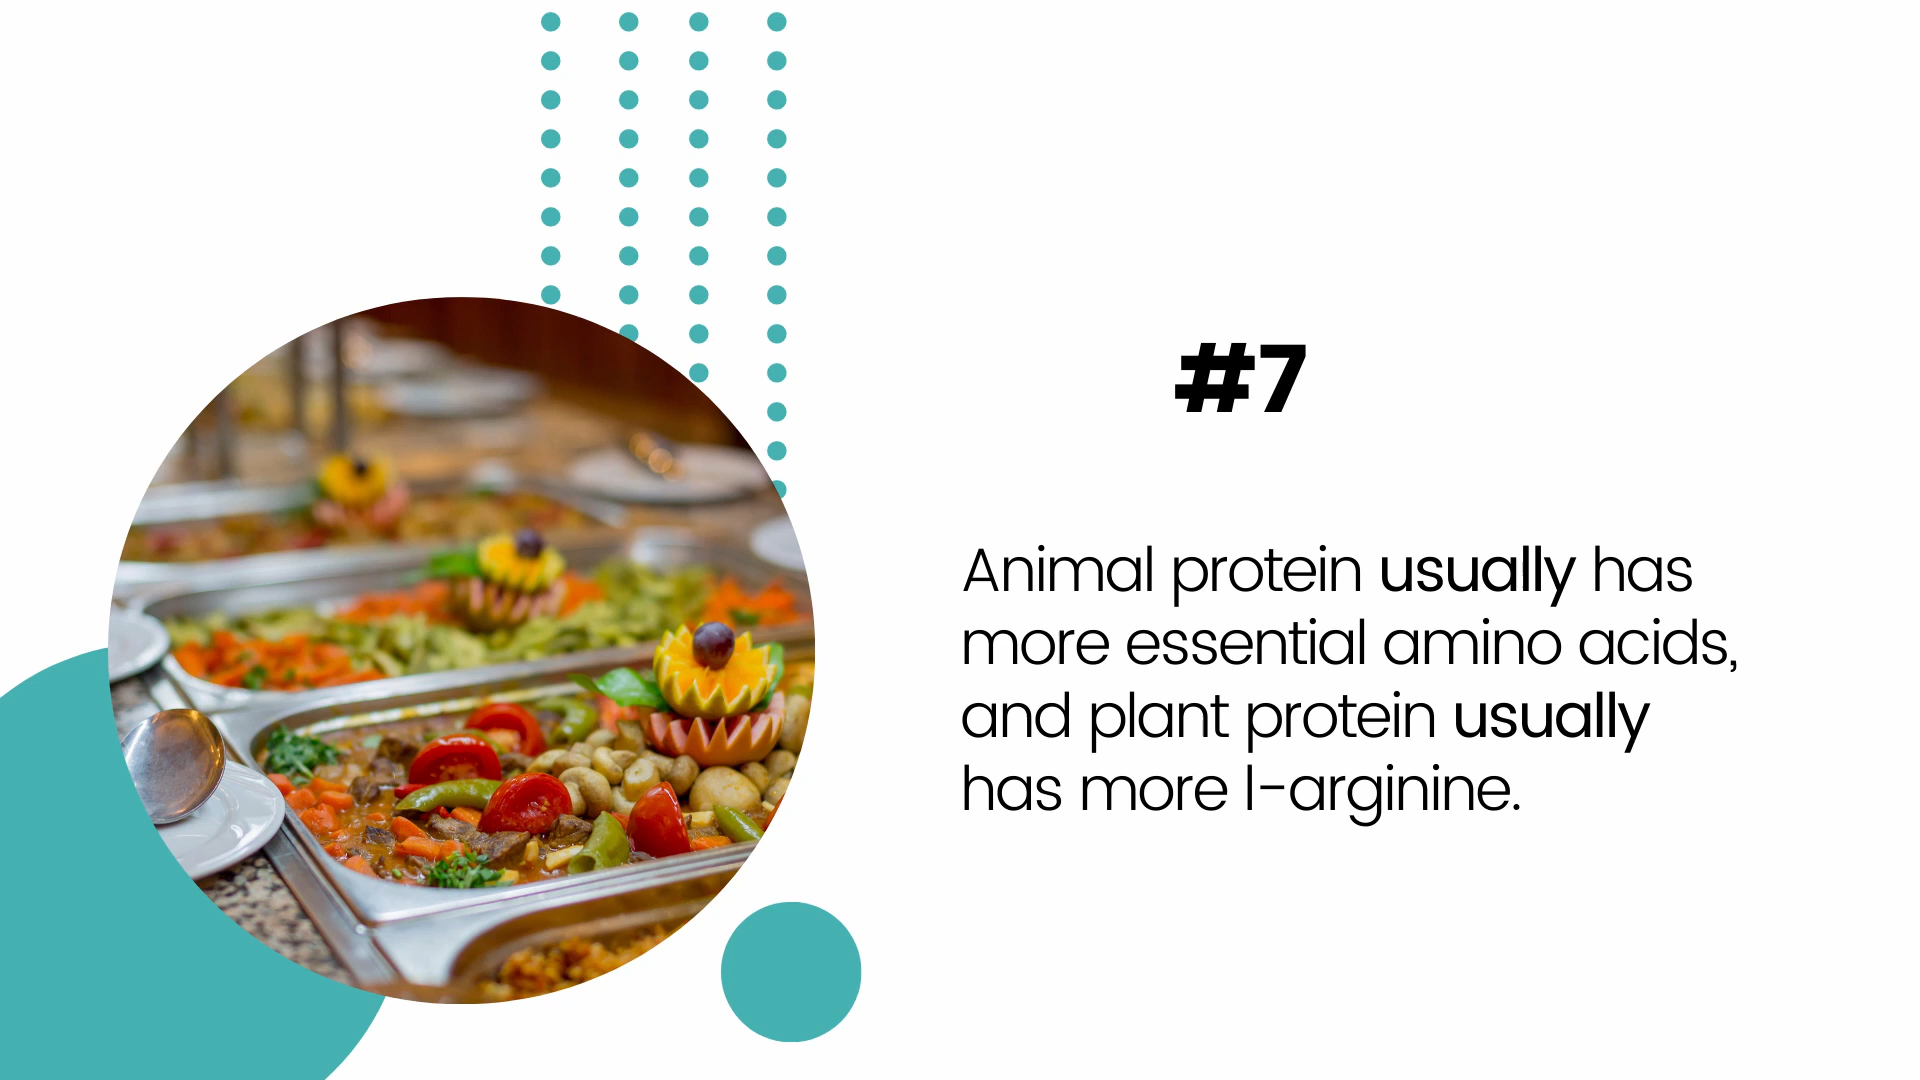 #7
Animal protein usually has
more essential amino acids,
and plant protein usually
has more l-arginine.